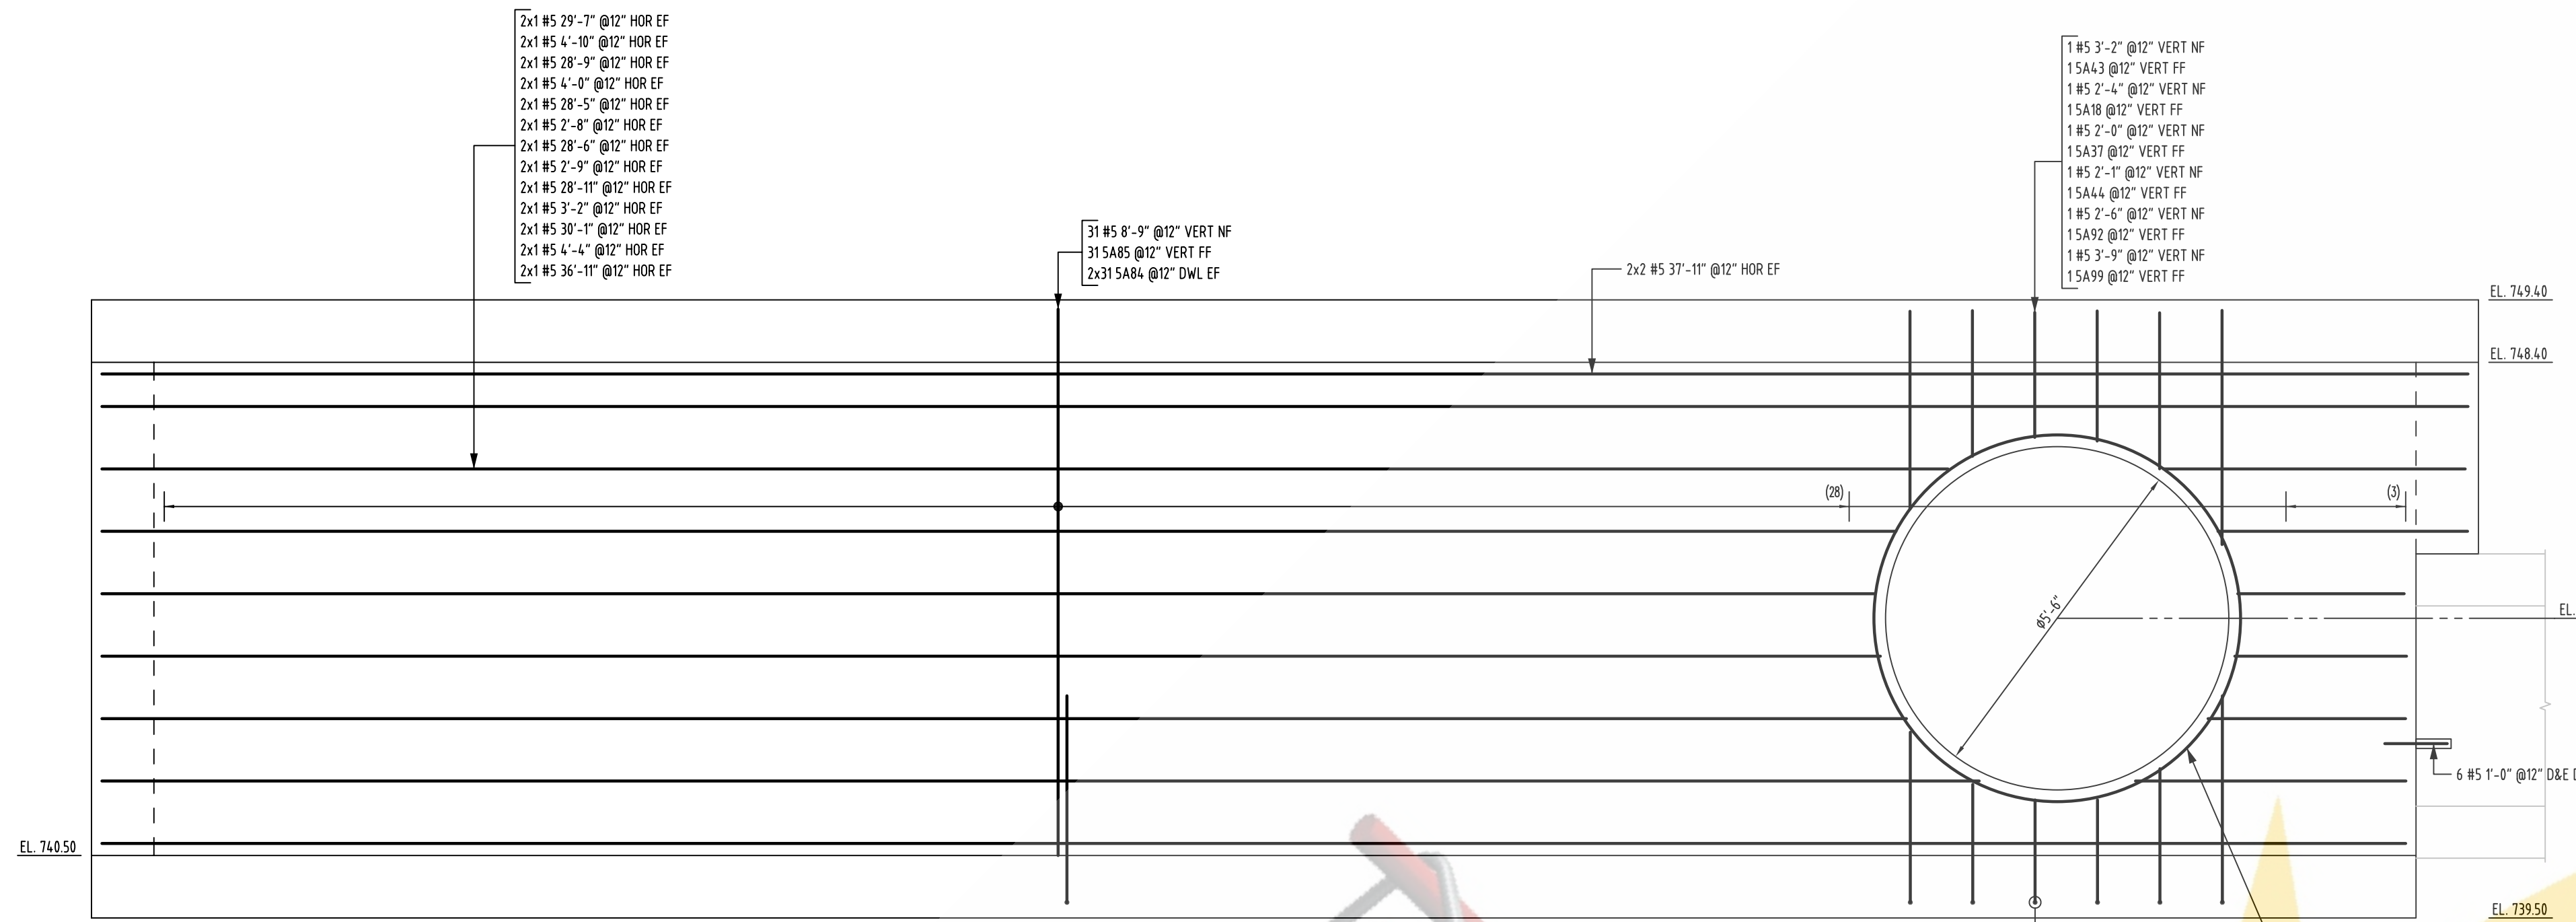 2x1 #5 29'-7" @12" HOR EF
2x1 #5 4'-10" @12" HOR EF
2x1 #5 28'-9" @12" HOR EF
2x1 #5 4'-0" @12" HOR EF
2x1 #5 28'-5" @12" HOR EF
2x1 #5 2'-8" @12" HOR EF
2x1 #5 28'-6" @12" HOR EF
2x1 #5 2'-9" @12" HOR EF
2x1 #5 28'-11" @12" HOR EF
2x1 #5 3'-2" @12" HOR EF
2x1 #5 30'-1" @12" HOR EF
2x1 #5 4'-4" @12" HOR EF
2x1 #5 36'-11" @12" HOR EF
31 #5 8'-9" @12" VERT NF
31 5A85 @12" VERT FF
2x31 5A84 @12" DWL EF
2x2 #5 37'-11" @12" HOR EF
1 #5 3'-2" @12" VERT NF
1 5A43 @12" VERT FF
1 #5 2'-4" @12" VERT NF
1 5A18 @12" VERT FF
1 #5 2'-0" @12" VERT NF
1 5A37 @12" VERT FF
1 #5 2'-1" @12" VERT NF
1 5A44 @12" VERT FF
1 #5 2'-6" @12" VERT NF
1 5A92 @12" VERT FF
1 #5 3'-9" @12" VERT NF
1 5A99 @12" VERT FF
EL. 749.40
EL. 748.40
(28)
(3)
Ø5'-6"
EL.
6 #5 1'-0" @12" D&E
EL. 740.50
EL. 739.50